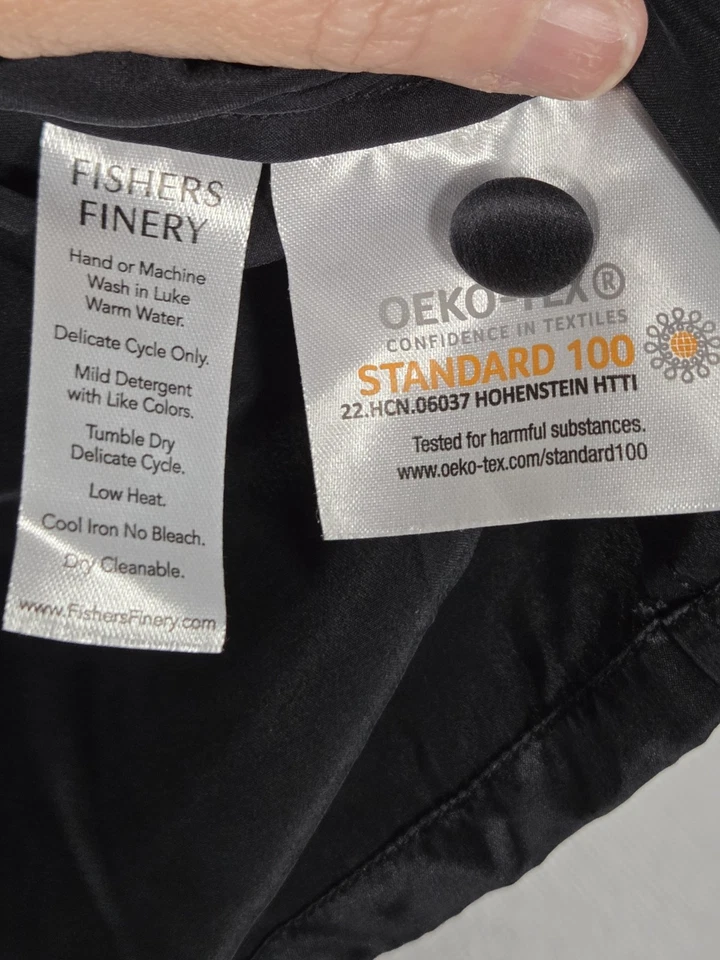 FISHERS
FINERY
Hand or Machine
Wash in Luke
Warm Water.
Delicate Cycle Only.
Mild Detergent
with Like Colors.
Tumble Dry
Delicate Cycle.
Low Heat.
Cool Iron No Bleach.
Dry Cleanable.
www.FishersFinery.com
OEKO-TEX®
CONFIDENCE IN TEXTILES
STANDARD 100
22.HCN.06037 HOHENSTEIN HTTI
Tested for harmful substances.
www.oeko-tex.com/standard100